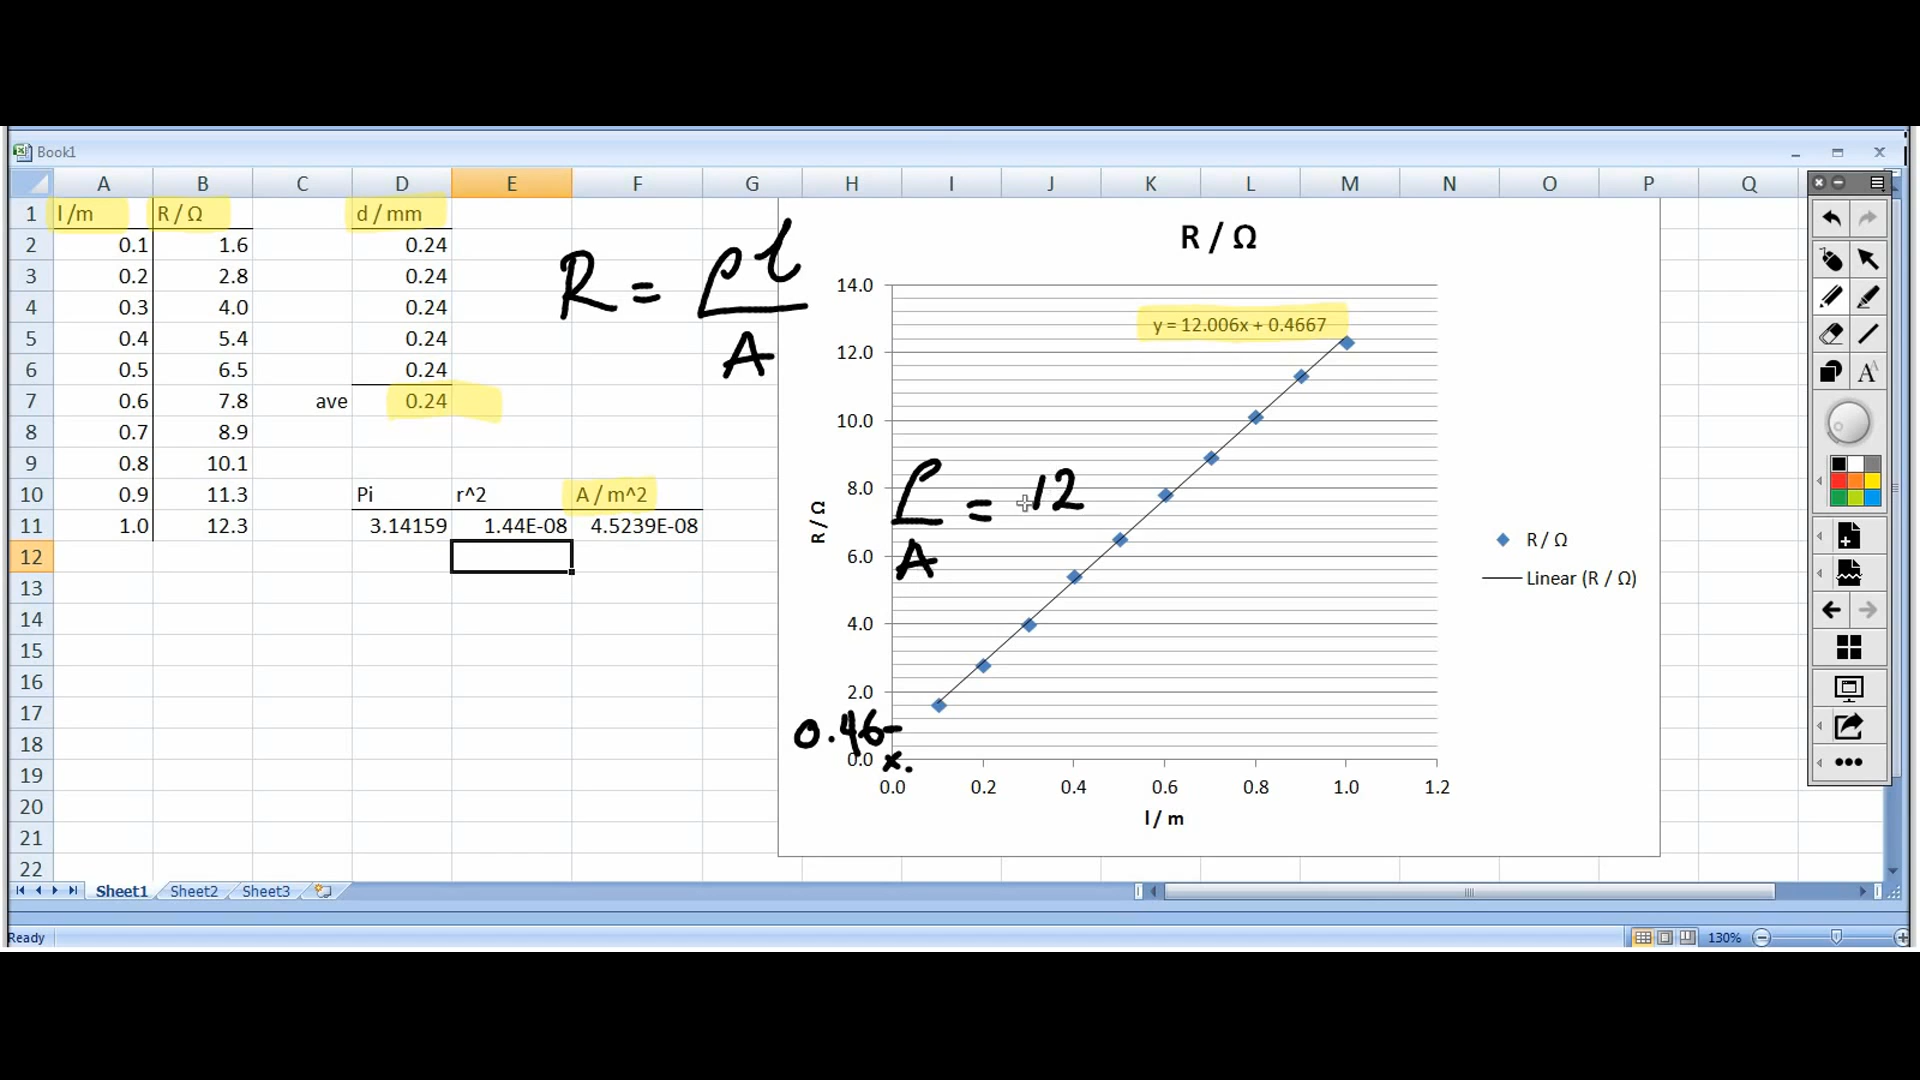 Book1
A B C D E F G H I J K L M N O P Q
1 l /m R / Ω d / mm
2 0.1 1.6 0.24
3 0.2 2.8 0.24
4 0.3 4.0 0.24
5 0.4 5.4 0.24
6 0.5 6.5 0.24
7 0.6 7.8 ave 0.24
8 0.7 8.9
9 0.8 10.1
10 0.9 11.3 Pi r^2 A / m^2
11 1.0 12.3 3.14159 1.44E-08 4.5239E-08
12
13
14
15
16
17
18
19
20
21
22
R = ρl
A
R / Ω
y = 12.006x + 0.4667
14.0
12.0
10.0
8.0
6.0
4.0
2.0
0.0
R / Ω
ρ = 12
A
0.46-
x.
0.0 0.2 0.4 0.6 0.8 1.0 1.2
l / m
R / Ω
Linear (R / Ω)
A
Sheet1 Sheet2 Sheet3
Ready
130%